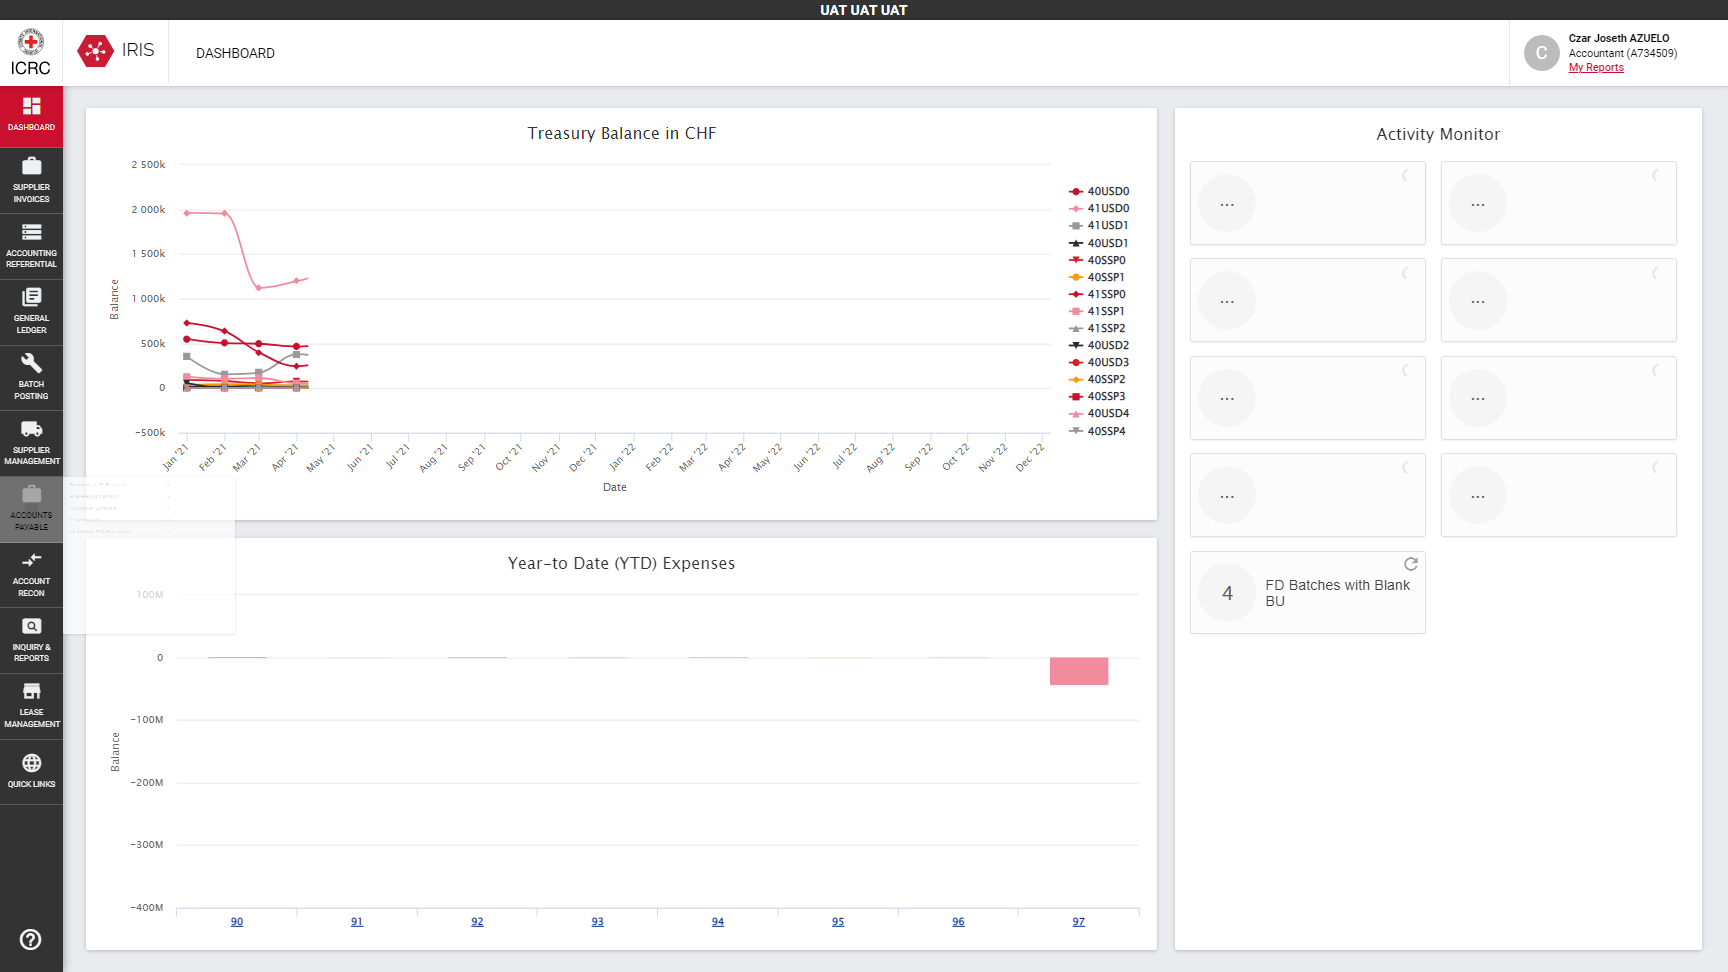 UAT UAT UAT
ICRC
IRIS
DASHBOARD
C
Czar Joseth AZUELO
Accountant (A734509)
My Reports
DASHBOARD
SUPPLIER
INVOICES
ACCOUNTING
REFERENTIAL
GENERAL
LEDGER
BATCH
POSTING
SUPPLIER
MANAGEMENT
ACCOUNTS
PAYABLE
ACCOUNT
RECON
INQUIRY &
REPORTS
LEASE
MANAGEMENT
QUICK LINKS
Treasury Balance in CHF
2 500k
2 000k
1 500k
1 000k
500k
0
-500k
Balance
Jan '21
Feb '21
Mar '21
Apr '21
May '21
Jun '21
Jul '21
Aug '21
Sep '21
Oct '21
Nov '21
Dec '21
Jan '22
Feb '22
Mar '22
Apr '22
May '22
Jun '22
Jul '22
Aug '22
Sep '22
Oct '22
Nov '22
Dec '22
Date
40USD0
41USD0
41USD1
40USD1
40SSP0
40SSP1
41SSP0
41SSP1
41SSP2
40USD2
40USD3
40SSP2
40SSP3
40USD4
40SSP4
Year-to Date (YTD) Expenses
100M
0
-100M
-200M
-300M
-400M
Balance
90
91
92
93
94
95
96
97
Activity Monitor
...
...
...
...
...
...
...
...
4
FD Batches with Blank
BU